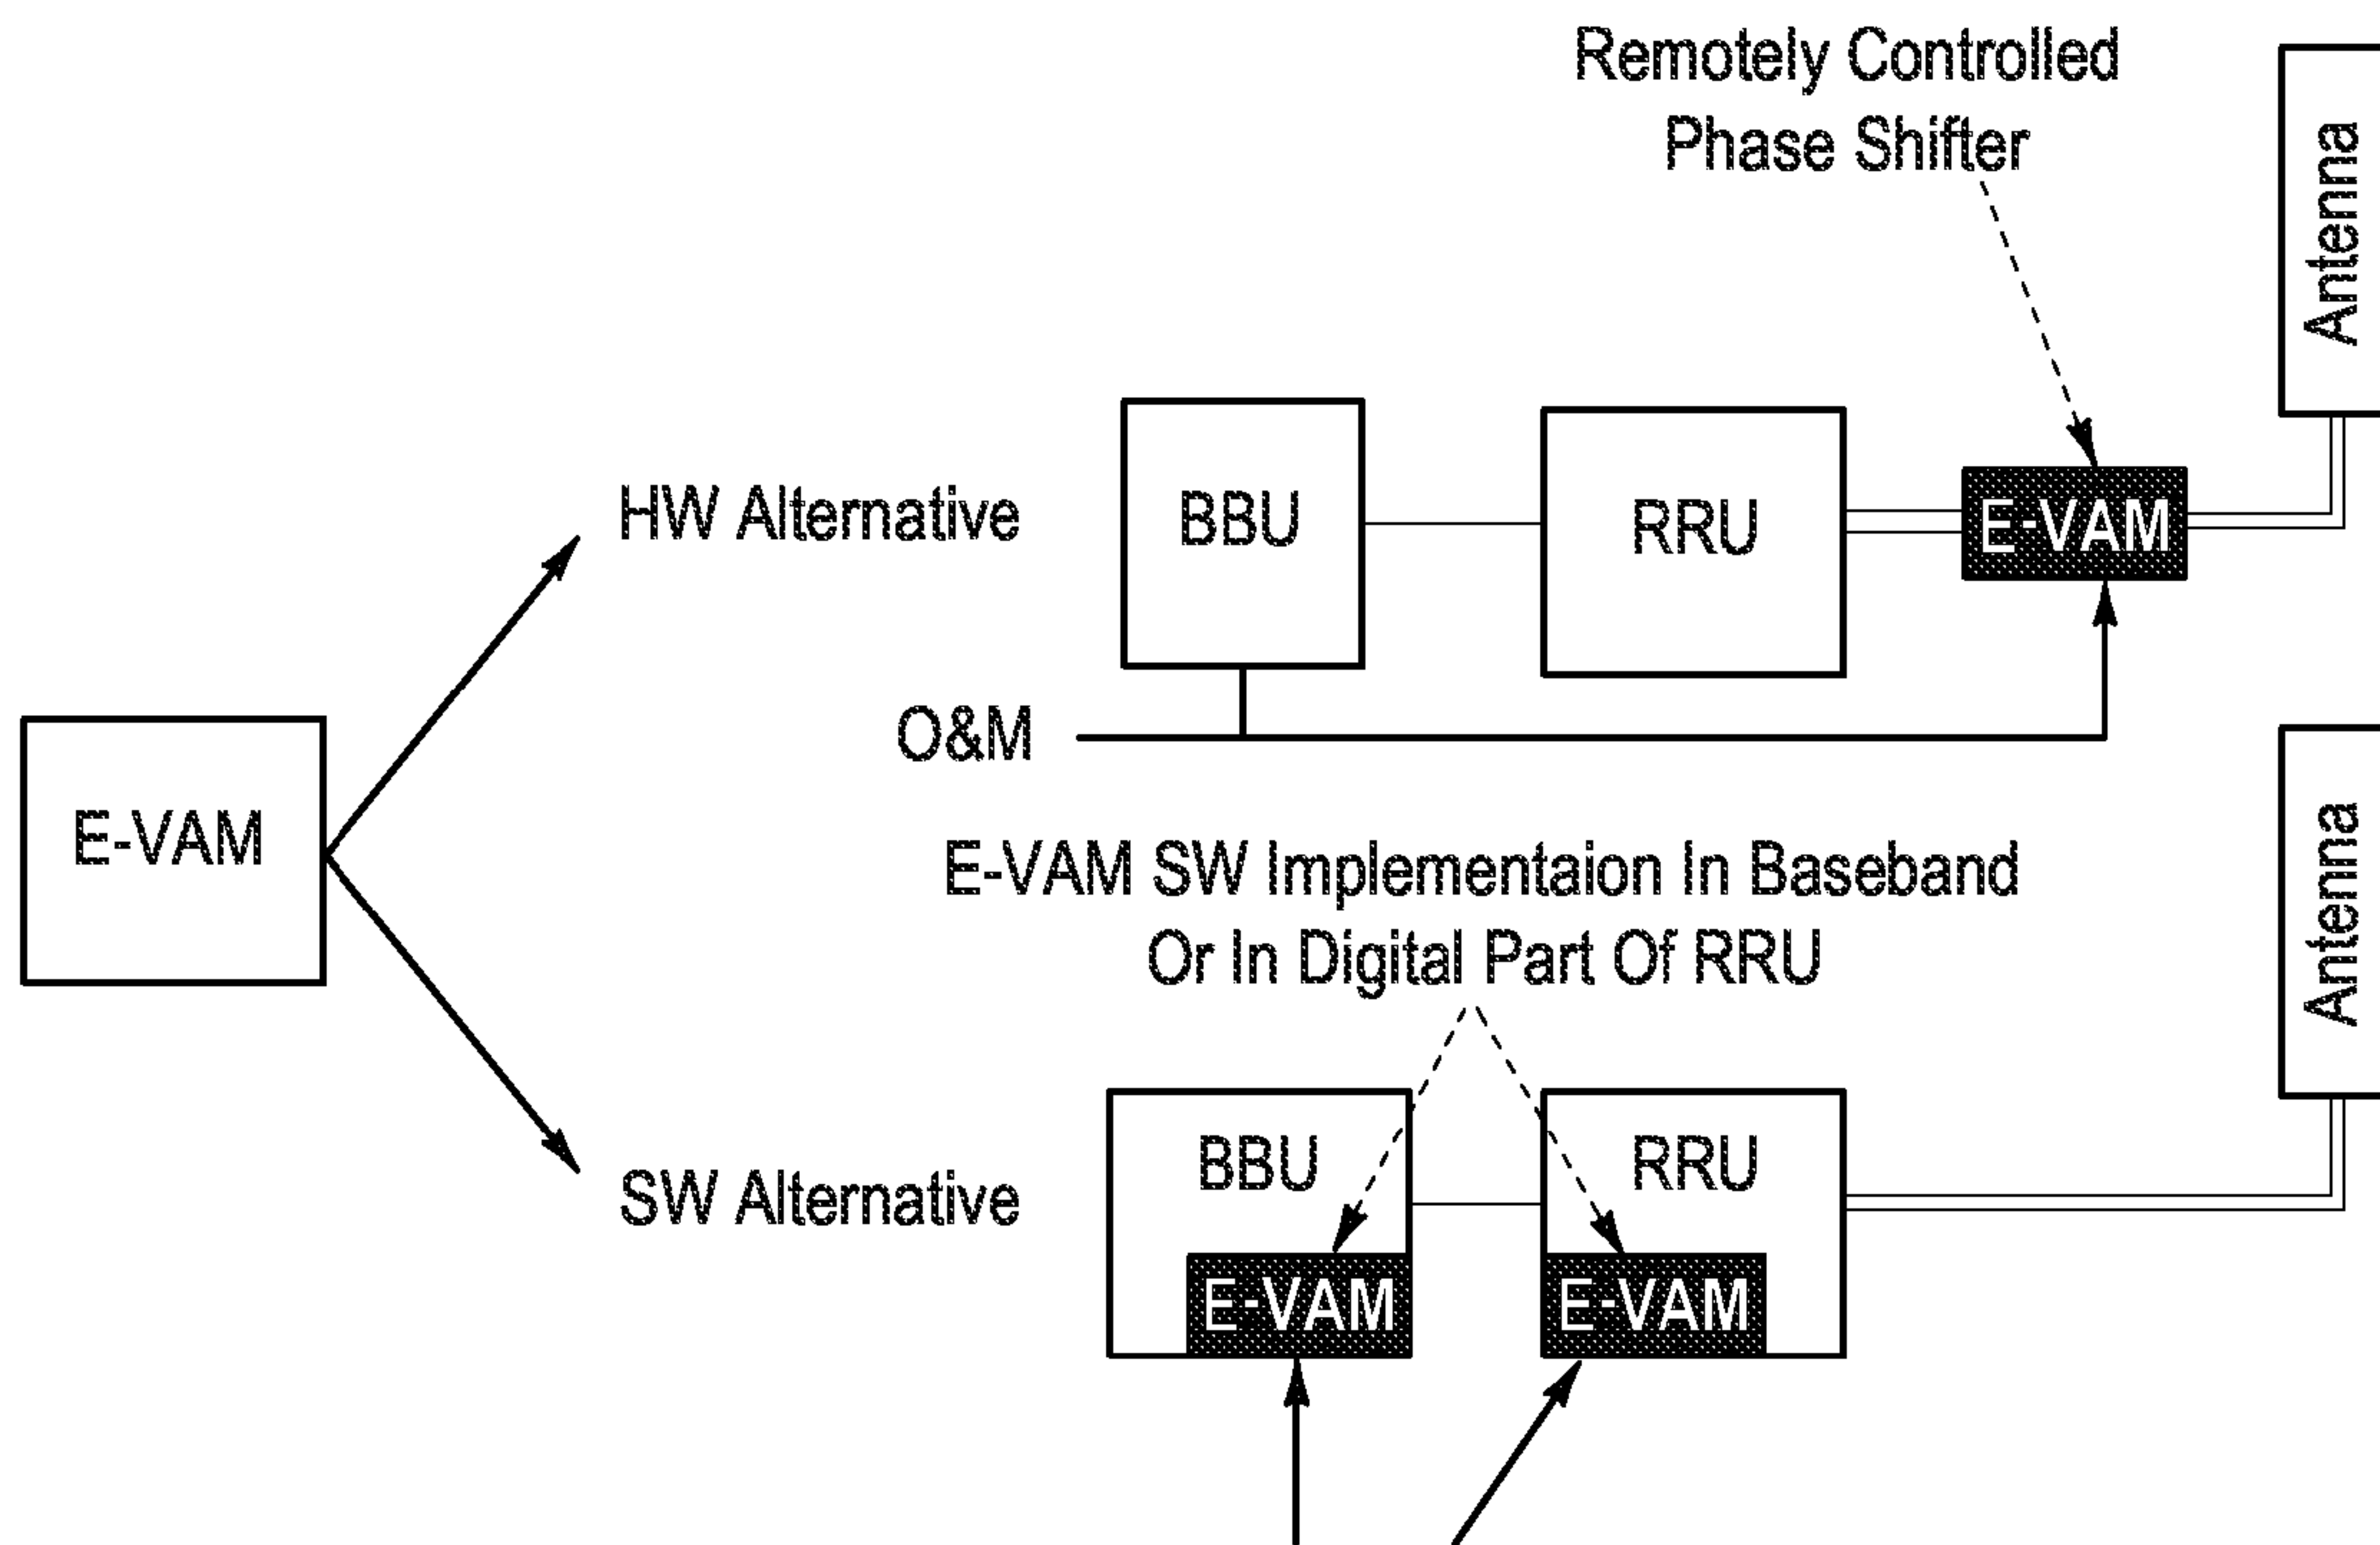 Remotely Controlled
Phase Shifter
Antenna
HW Alternative
BBU
RRU
E-VAM
O&M
E-VAM
E-VAM SW Implementaion In Baseband
Or In Digital Part Of RRU
Antenna
SW Alternative
BBU
RRU
E-VAM
E-VAM